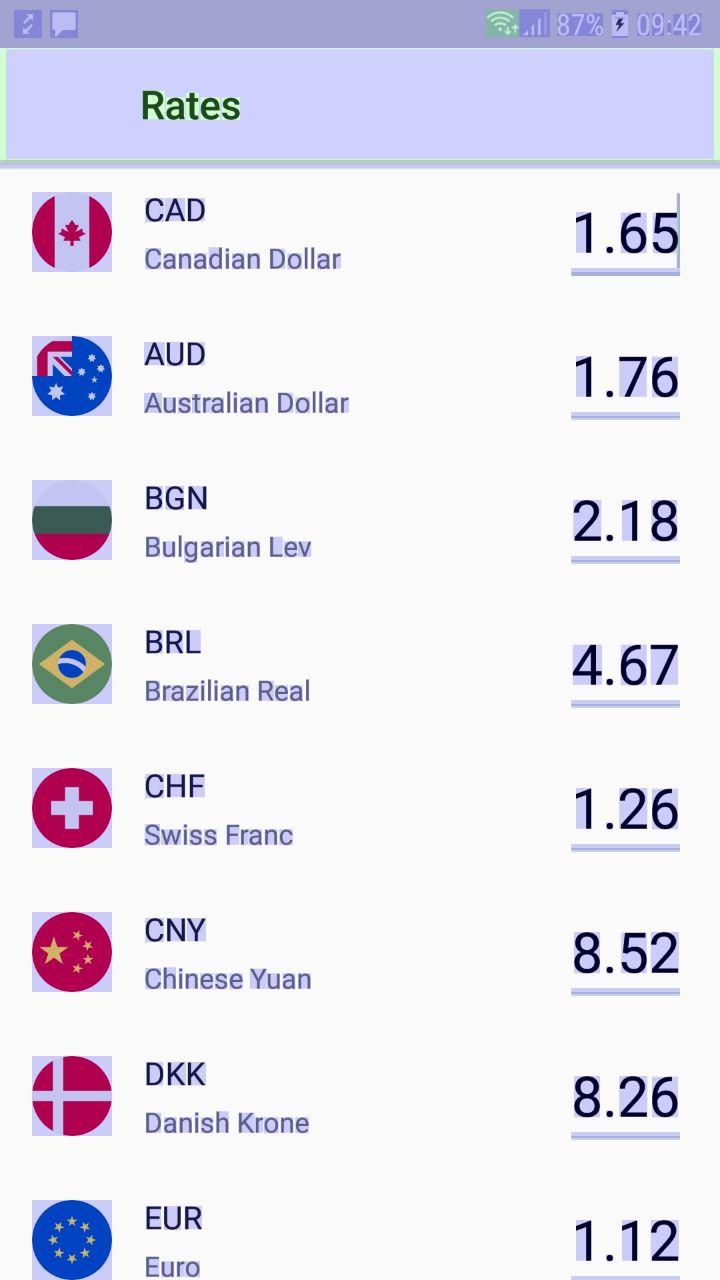 87% 09:42
Rates
CAD
Canadian Dollar
1.65
AUD
Australian Dollar
1.76
BGN
Bulgarian Lev
2.18
BRL
Brazilian Real
4.67
CHF
Swiss Franc
1.26
CNY
Chinese Yuan
8.52
DKK
Danish Krone
8.26
EUR
Euro
1.12